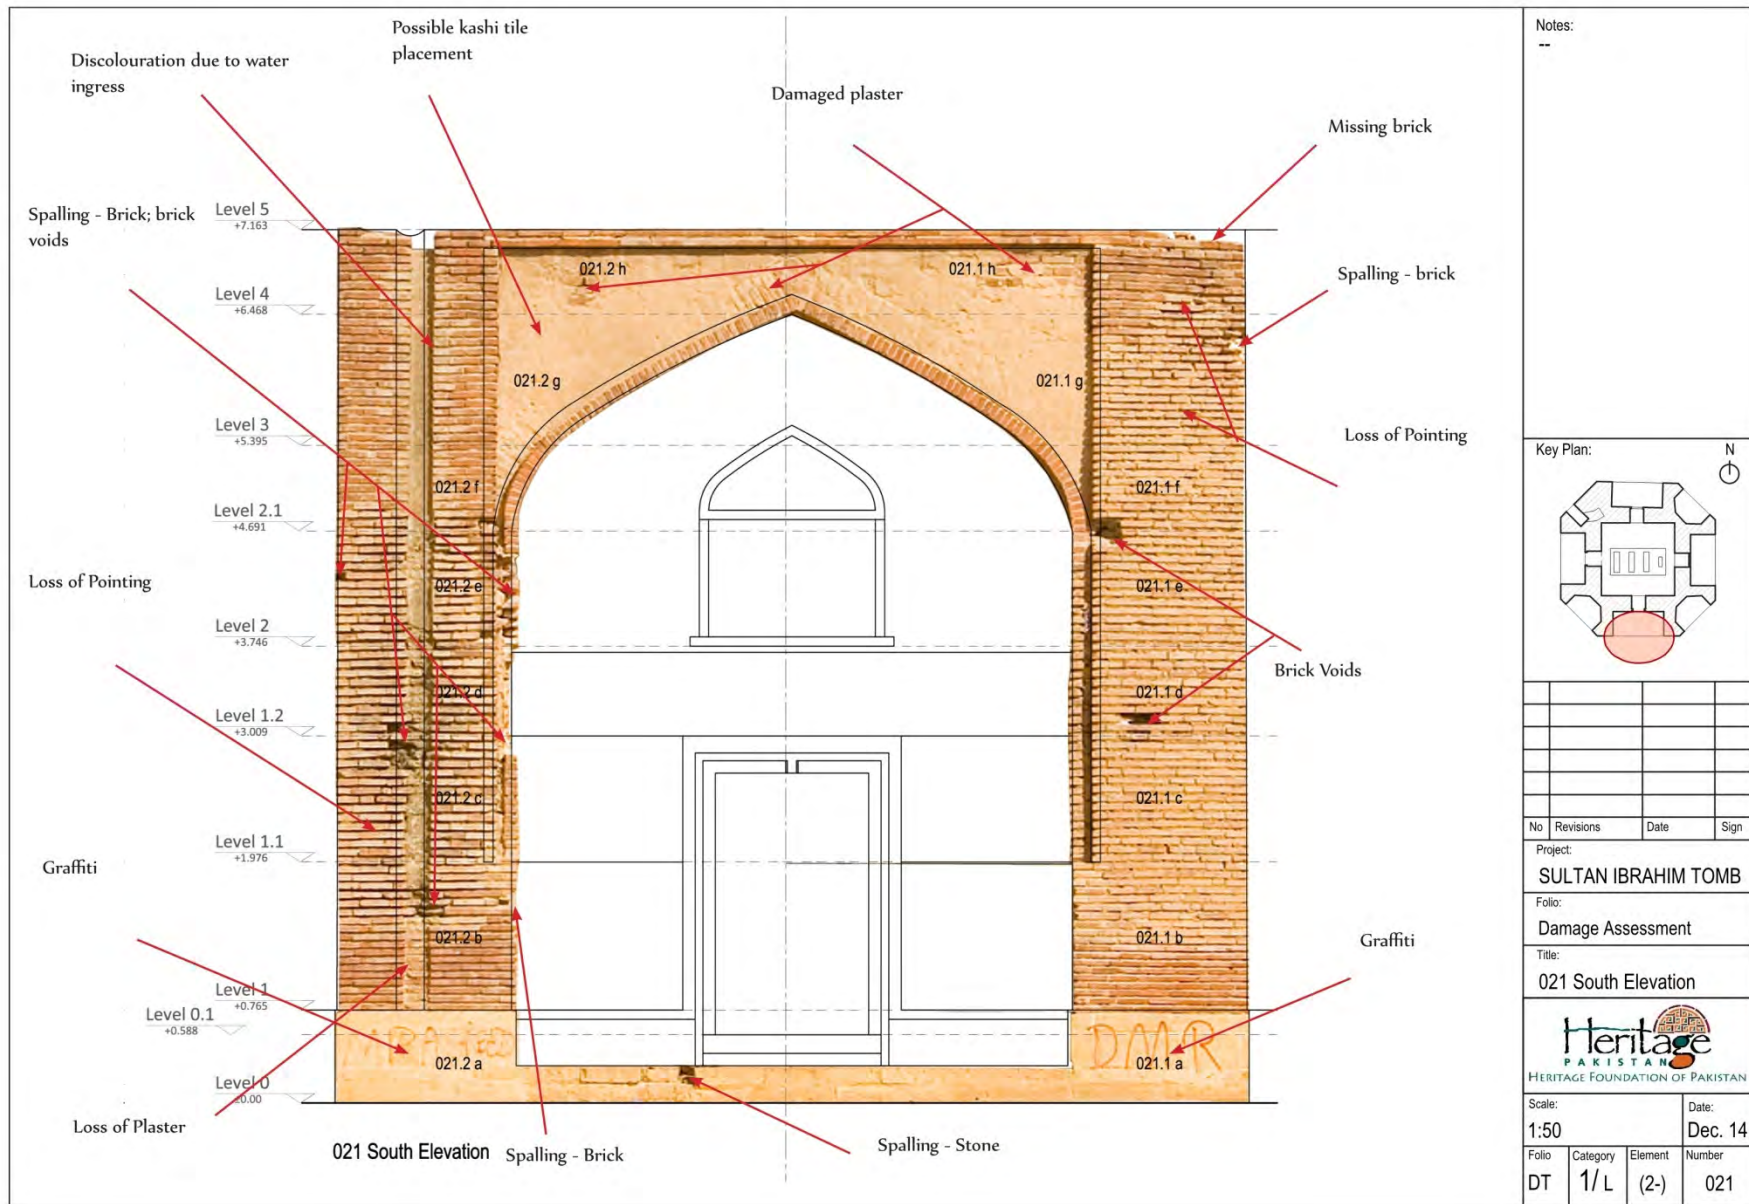 Possible kashi tile
placement
Discolouration due to water
ingress
Damaged plaster
Missing brick
Spalling - Brick; brick
voids
Spalling - brick
Loss of Pointing
Loss of Pointing
Brick Voids
Graffiti
Graffiti
Loss of Plaster
Spalling - Brick
Spalling - Stone
Level 5
+7.163
Level 4
+6.468
Level 3
+5.395
Level 2.1
+4.691
Level 2
+3.746
Level 1.2
+3.009
Level 1.1
+1.976
Level 1
+0.765
Level 0.1
+0.588
Level 0
±0.00
021.2 h
021.1 h
021.2 g
021.1 g
021.2 f
021.1 f
021.2 e
021.1 e
021.2 d
021.1 d
021.2 c
021.1 c
021.2 b
021.1 b
021.2 a
021.1 a
DMR
021 South Elevation
Notes:
--
Key Plan:
N
No Revisions Date Sign
Project:
SULTAN IBRAHIM TOMB
Folio:
Damage Assessment
Title:
021 South Elevation
Heritage
PAKISTAN
HERITAGE FOUNDATION OF PAKISTAN
Scale:
1:50
Date:
Dec. 14
Folio Category Element Number
DT 1/ L (2-) 021